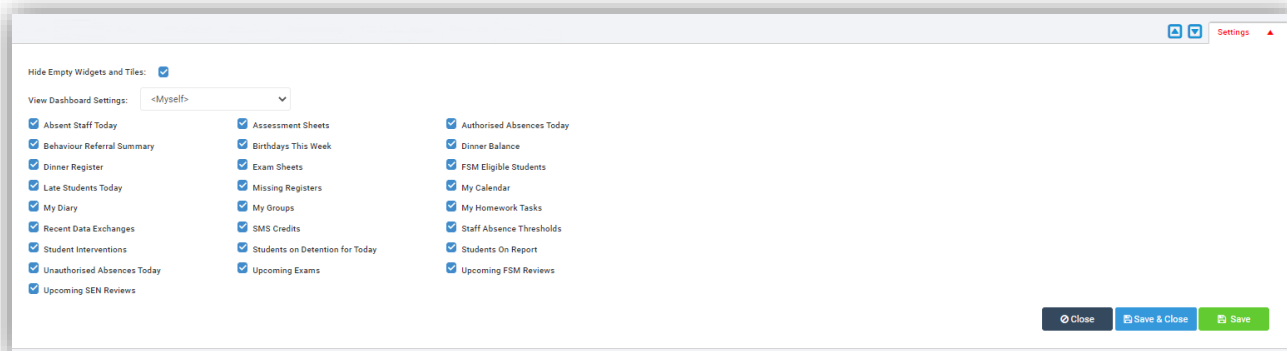 Settings
Hide Empty Widgets and Tiles:
View Dashboard Settings: <Myself>
Absent Staff Today Assessment Sheets Authorised Absences Today
Behaviour Referral Summary Birthdays This Week Dinner Balance
Dinner Register Exam Sheets FSM Eligible Students
Late Students Today Missing Registers My Calendar
My Diary My Groups My Homework Tasks
Recent Data Exchanges SMS Credits Staff Absence Thresholds
Student Interventions Students on Detention for Today Students On Report
Unauthorised Absences Today Upcoming Exams Upcoming FSM Reviews
Upcoming SEN Reviews
Close Save & Close Save